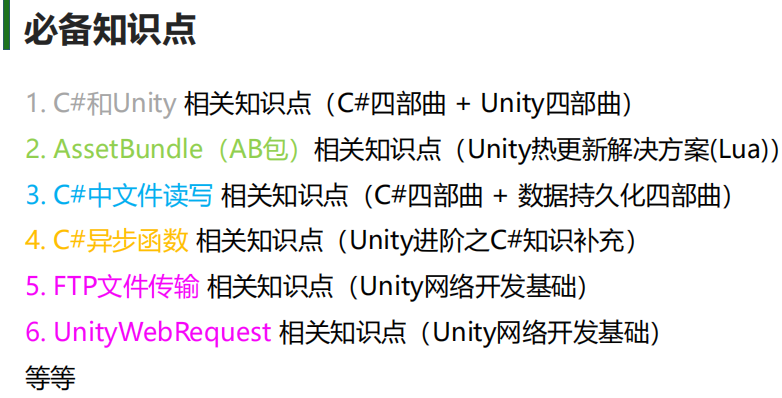 必备知识点
1. C#和Unity 相关知识点（C#四部曲 + Unity四部曲）
2. AssetBundle（AB包）相关知识点（Unity热更新解决方案(Lua)）
3. C#中文件读写 相关知识点（C#四部曲 + 数据持久化四部曲）
4. C#异步函数 相关知识点（Unity进阶之C#知识补充）
5. FTP文件传输 相关知识点（Unity网络开发基础）
6. UnityWebRequest 相关知识点（Unity网络开发基础）
等等